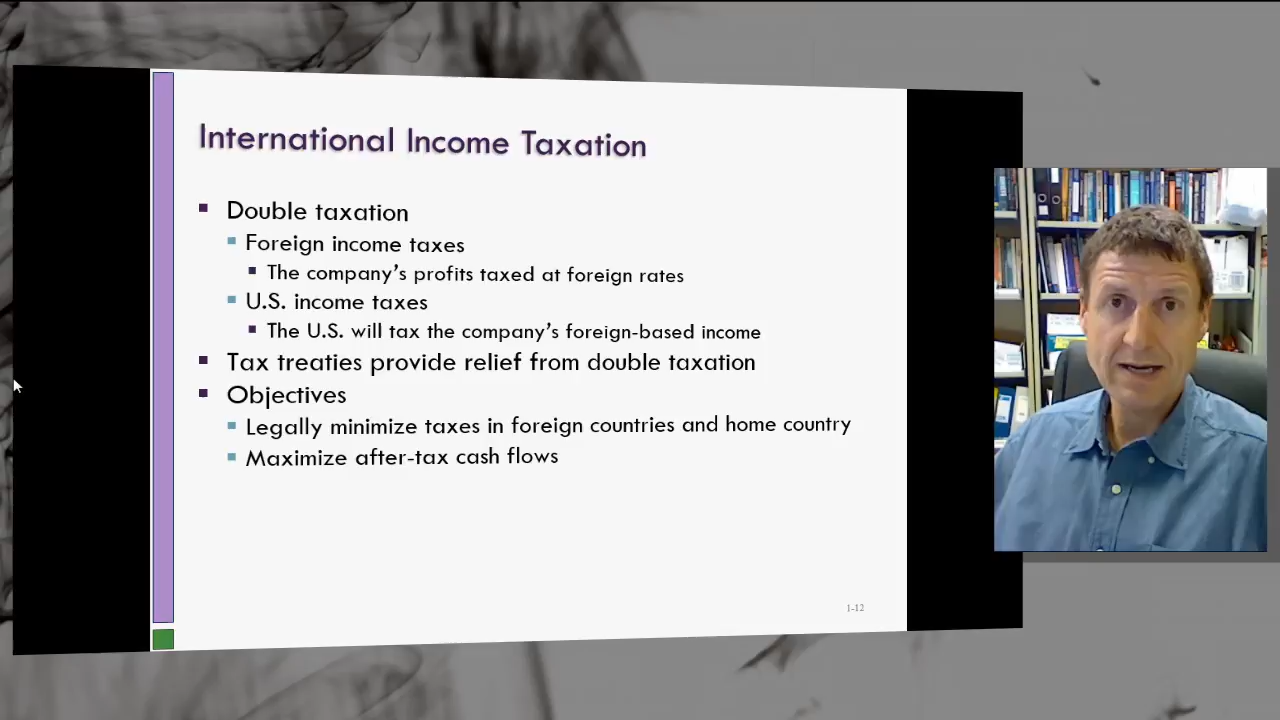 International Income Taxation
Double taxation
Foreign income taxes
The company's profits taxed at foreign rates
U.S. income taxes
The U.S. will tax the company's foreign-based income
Tax treaties provide relief from double taxation
Objectives
Legally minimize taxes in foreign countries and home country
Maximize after-tax cash flows
1-12